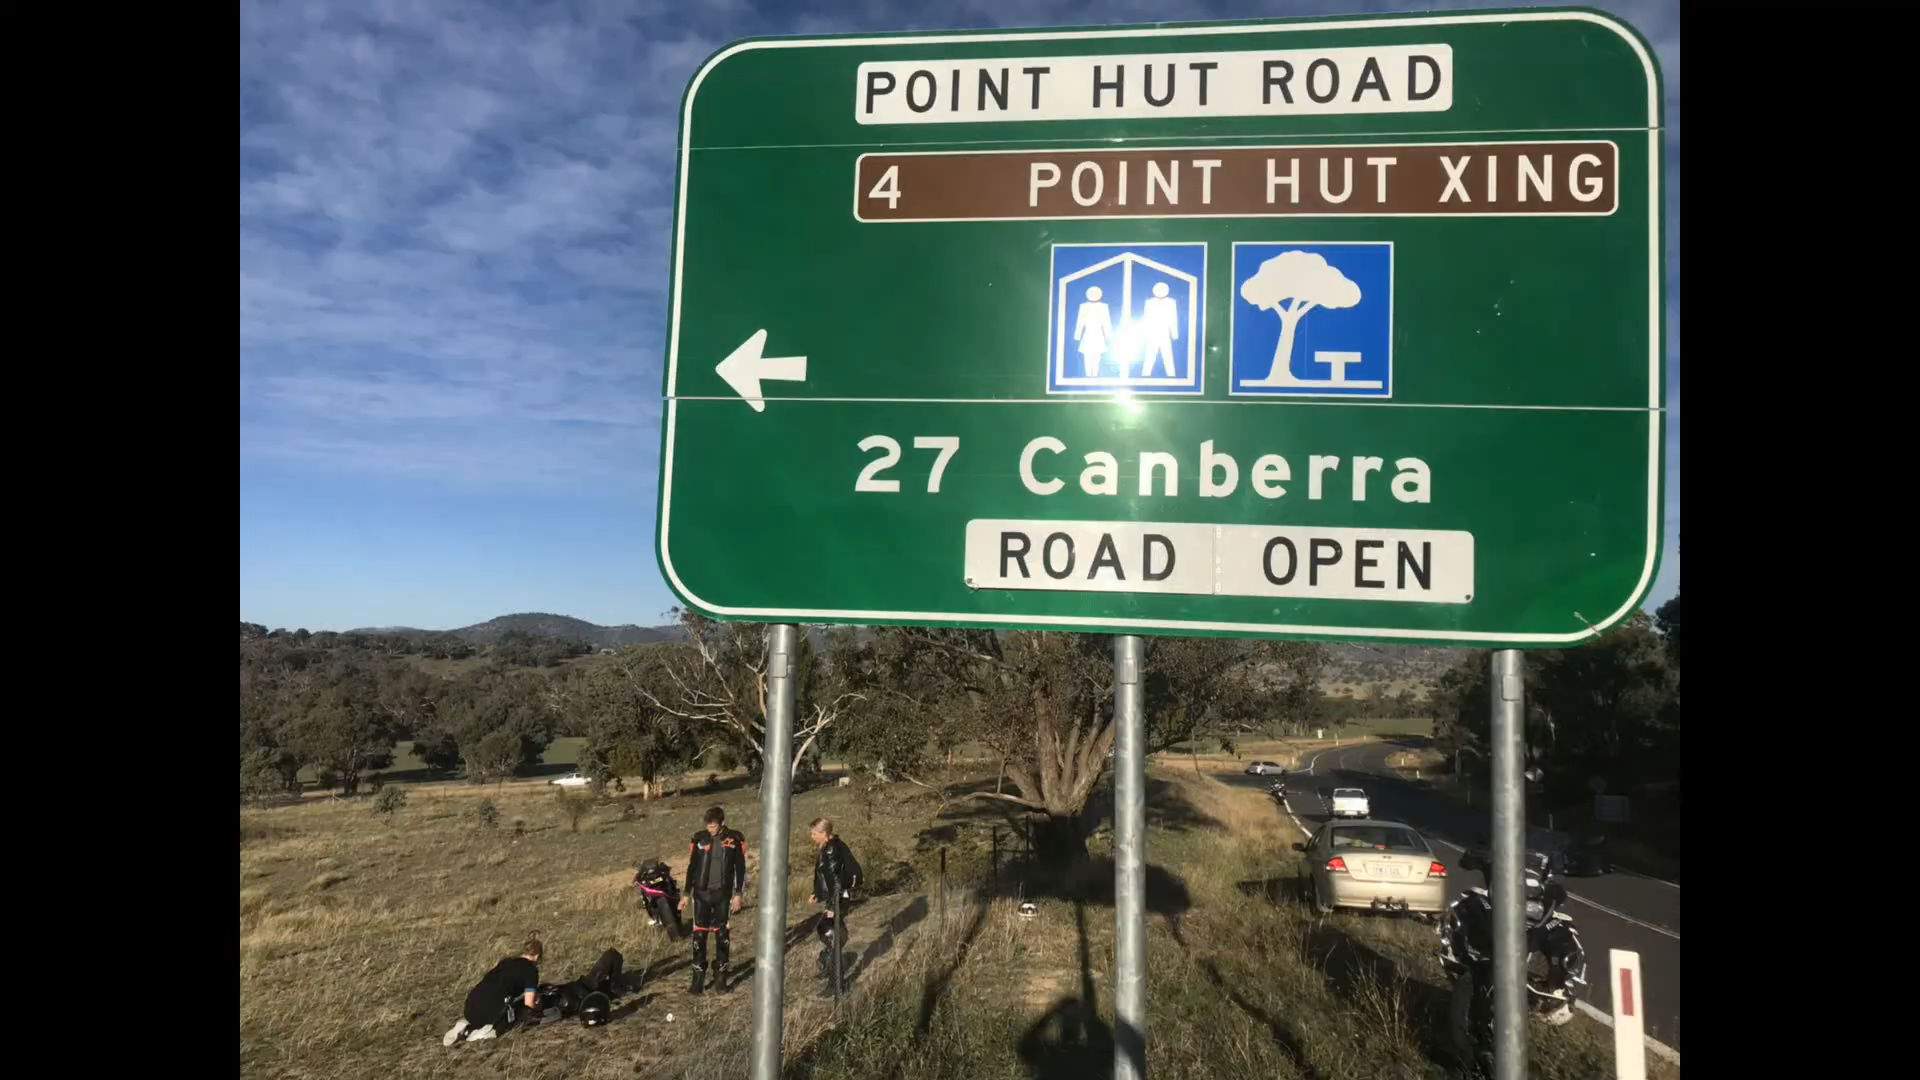 POINT HUT ROAD
4 POINT HUT XING
27 Canberra
ROAD OPEN